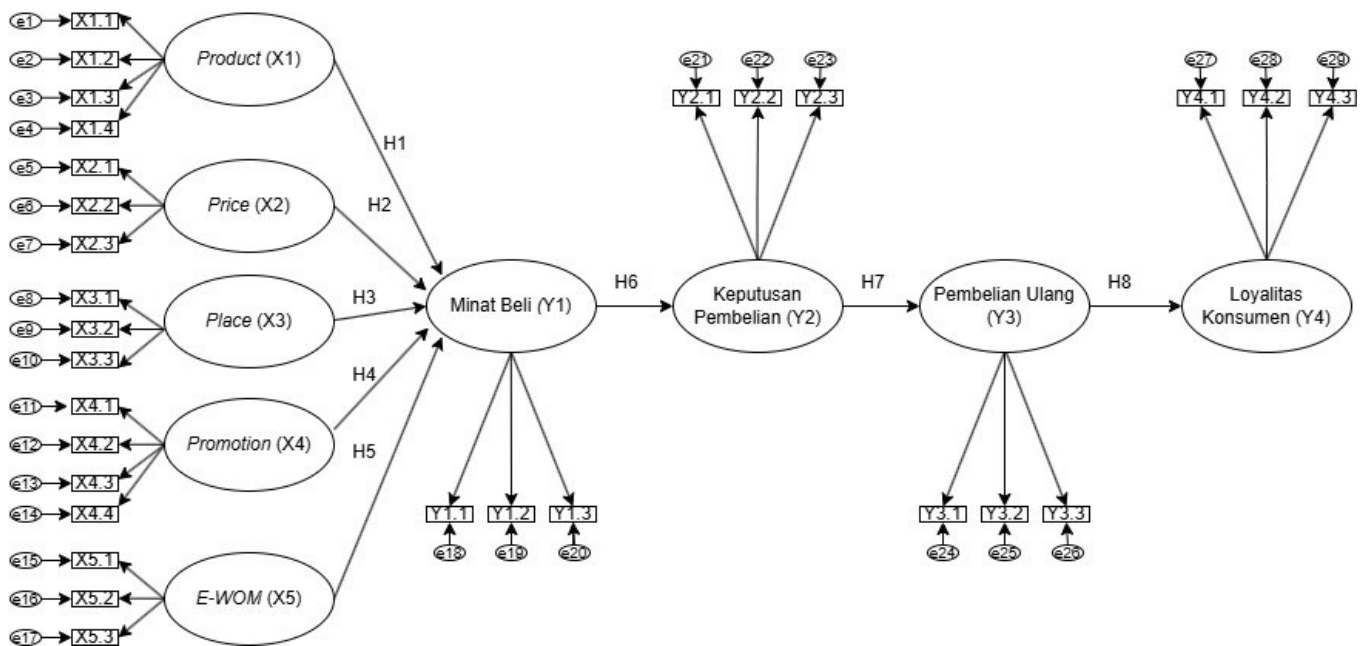 e1 X1.1
e2 X1.2
e3 X1.3
e4 X1.4
Product (X1)
H1
e5 X2.1
e6 X2.2
e7 X2.3
Price (X2)
H2
e8 X3.1
e9 X3.2
e10 X3.3
Place (X3)
H3
e11 X4.1
e12 X4.2
e13 X4.3
e14 X4.4
Promotion (X4)
H4
e15 X5.1
e16 X5.2
e17 X5.3
E-WOM (X5)
H5
Minat Beli (Y1)
Y1.1 Y1.2 Y1.3
e18 e19 e20
H6
e21 e22 e23
Y2.1 Y2.2 Y2.3
Keputusan
Pembelian (Y2)
H7
Pembelian Ulang
(Y3)
Y3.1 Y3.2 Y3.3
e24 e25 e26
H8
e27 e28 e29
Y4.1 Y4.2 Y4.3
Loyalitas
Konsumen (Y4)